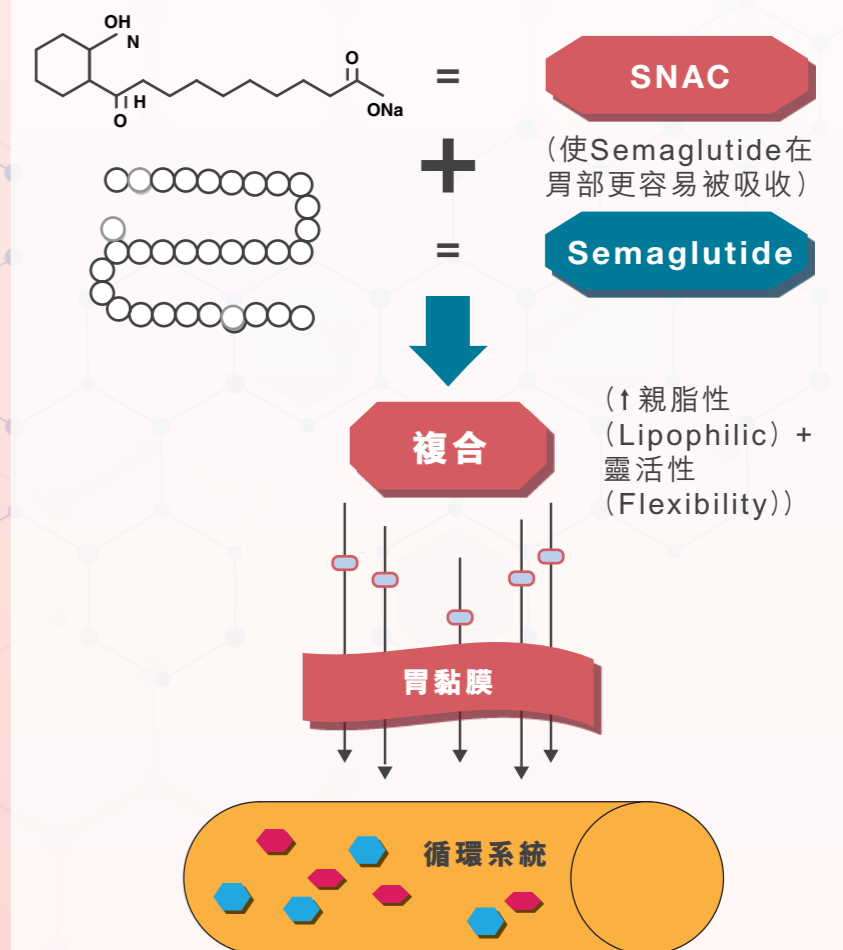 OH
N
H
O
O
ONa
=
SNAC
+
(使Semaglutide在
胃部更容易被吸收)
=
Semaglutide
複合
(↑親脂性
(Lipophilic) +
靈活性
(Flexibility))
胃黏膜
循環系統